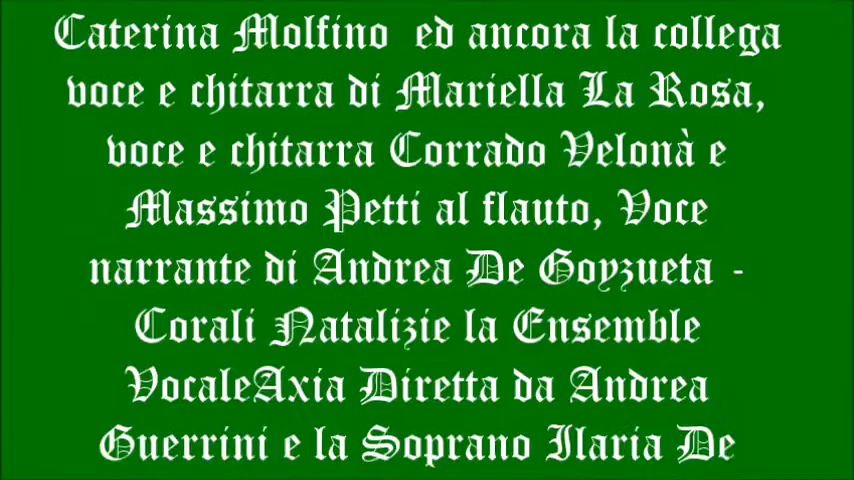 Caterina Molfino ed ancora la collega
voce e chitarra di Mariella La Rosa,
voce e chitarra Corrado Velonà e
Massimo Petti al flauto, Voce
narrante di Andrea De Goyzueta -
Corali Natalizie la Ensemble
VocaleAxia Diretta da Andrea
Guerrini e la Soprano Ilaria De